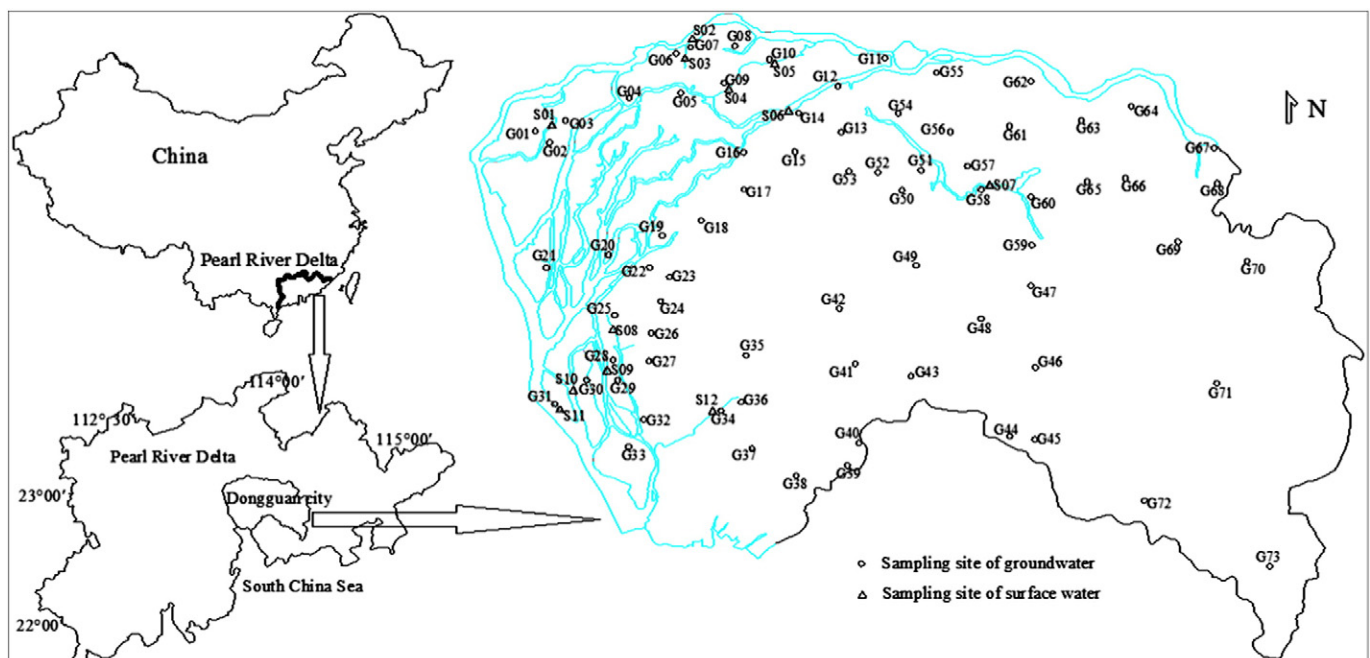 China
Pearl River Delta
114°00′
112°30′
115°00′
Pearl River Delta
23°00′
Dongguan city
South China Sea
22°00′
N
S02
G08
G07
G06
S03
G10
S05
G11
G55
G62
G09
S04
G12
G04
G05
G64
S01
G03
G01
G02
S06
G14
G54
G13
G56
G61
G63
G16
G15
G67
G52
G51
G57
G53
S07
G65
G66
G68
G17
G50
G58
G60
G18
G19
G20
G59
G69
G21
G22
G23
G49
G70
G24
G42
G47
G25
S08
G26
G48
G28
G27
G35
S09
G41
G43
G46
S10
G30
G29
G71
G31
S11
S12
G36
G32
G34
G33
G37
G40
G44
G45
G39
G38
G72
G73
Sampling site of groundwater
Sampling site of surface water